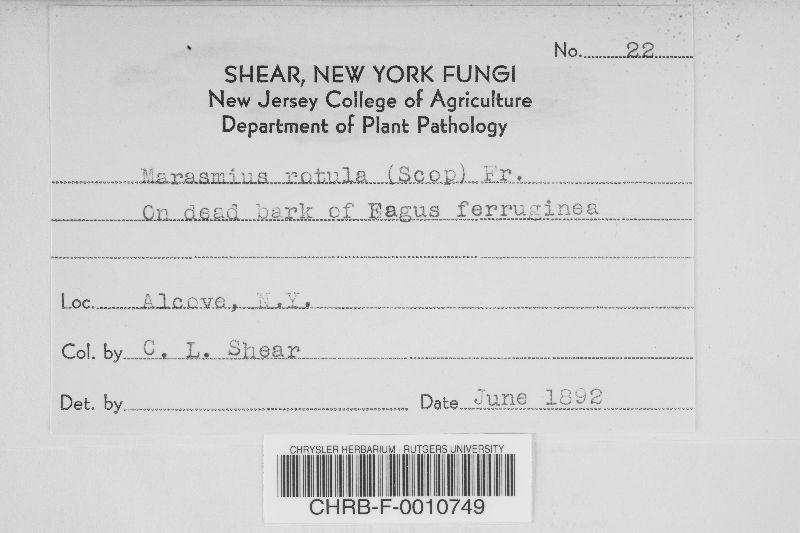 No. 22
SHEAR, NEW YORK FUNGI
New Jersey College of Agriculture
Department of Plant Pathology
Marasmius rotula (Scop) Fr.
On dead bark of Fagus ferruginea
Loc. Alcove, N.Y.
Col. by C. L. Shear
Det. by Date June 1892
CHRYSLER HERBARIUM - RUTGERS UNIVERSITY
CHRB-F-0010749